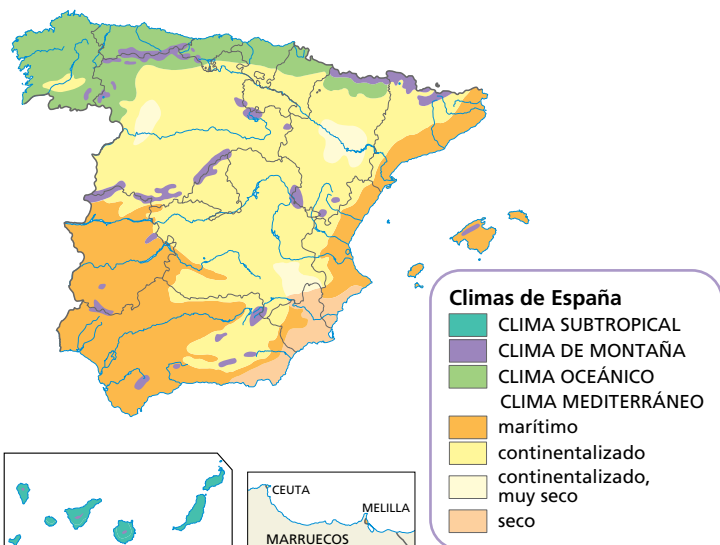 Climas de España
CLIMA SUBTROPICAL
CLIMA DE MONTAÑA
CLIMA OCEÁNICO
CLIMA MEDITERRÁNEO
marítimo
continentalizado
continentalizado,
muy seco
seco
CEUTA
MELILLA
MARRUECOS